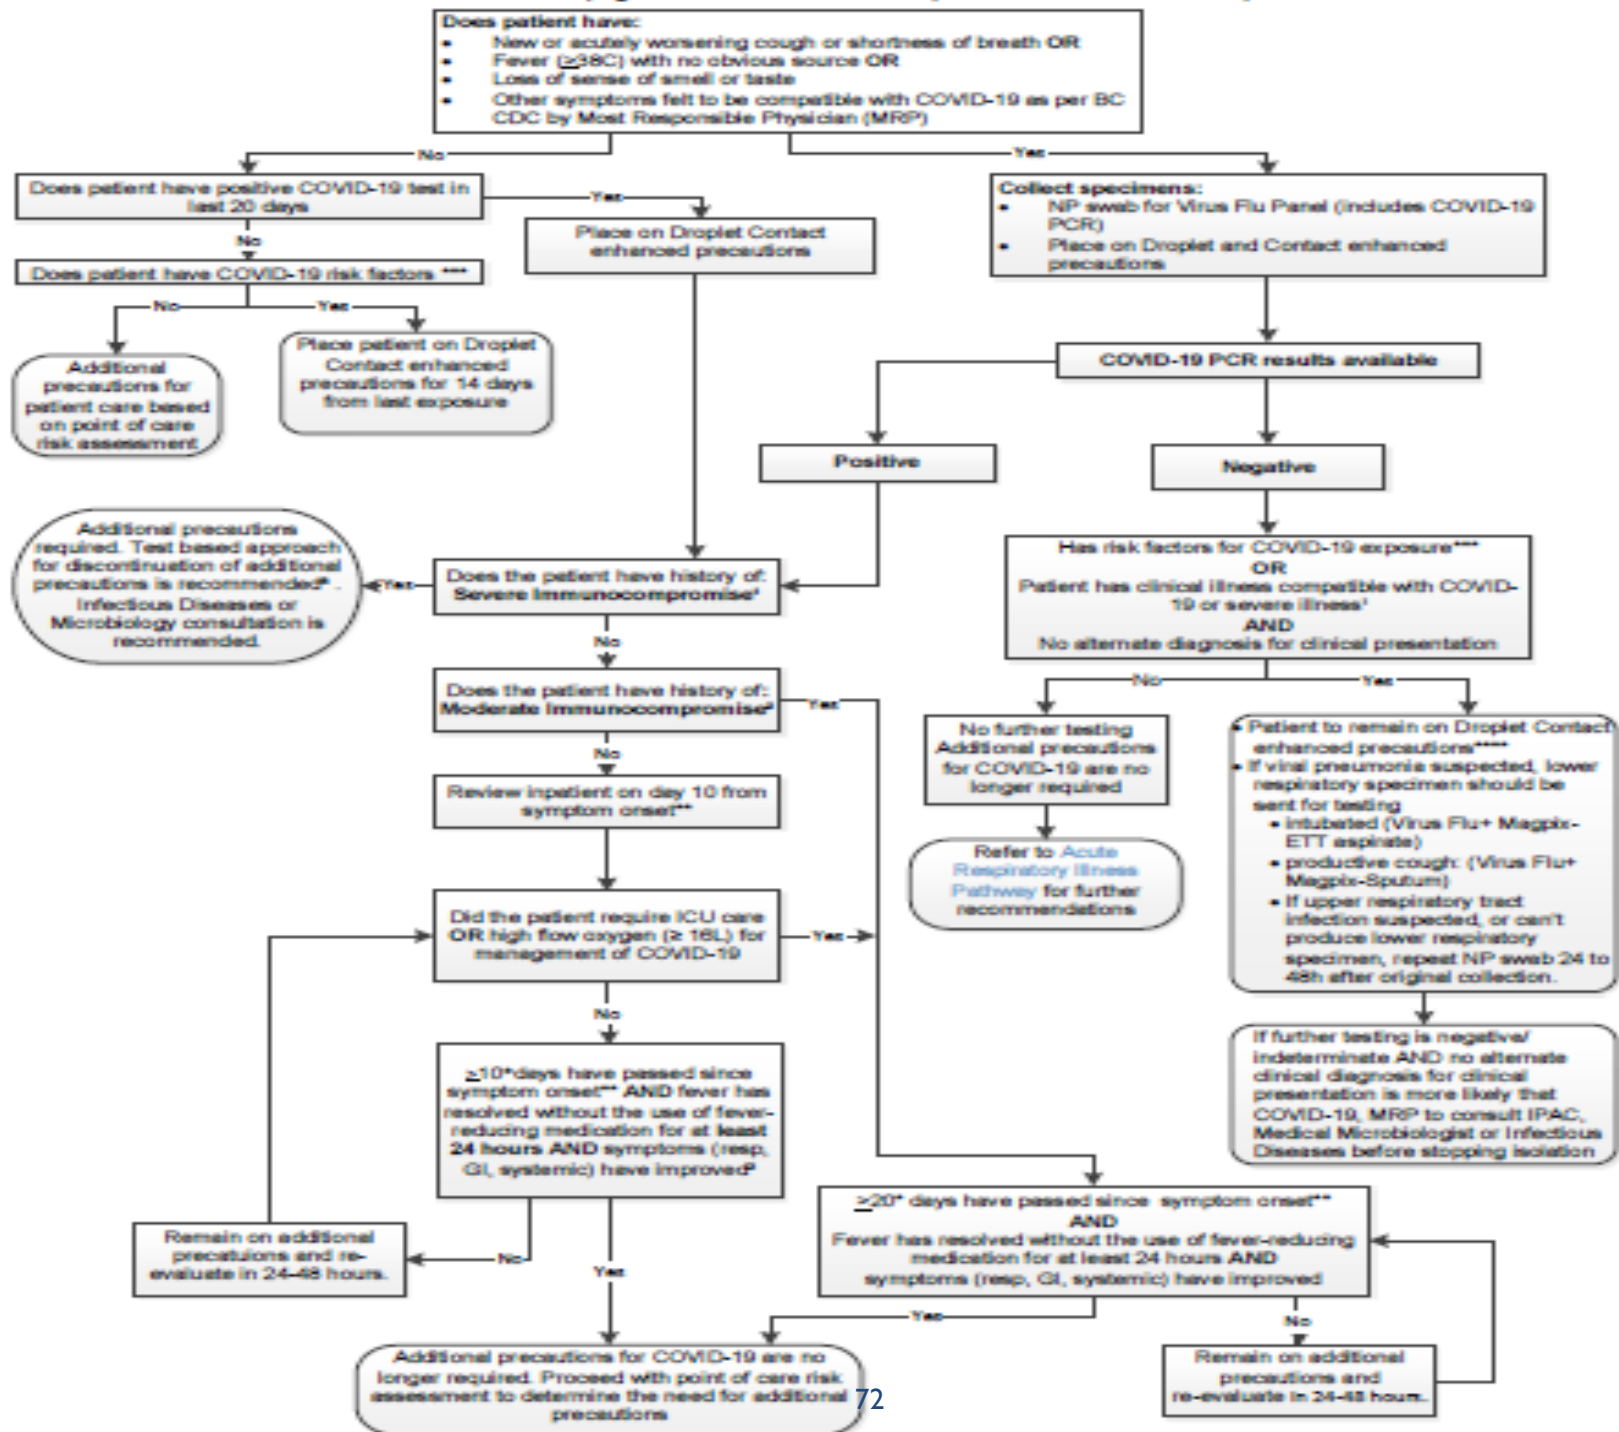 Does patient have:
• New or acutely worsening cough or shortness of breath OR
• Fever (≥38C) with no obvious source OR
• Loss of sense of smell or taste
• Other symptoms felt to be compatible with COVID-19 as per BC
CDC by Most Responsible Physician (MRP)
No
Yes
Does patient have positive COVID-19 test in
last 20 days
Yes
No
Place on Droplet Contact
enhanced precautions
Collect specimens:
• NP swab for Virus Flu Panel (includes COVID-19
PCR)
• Place on Droplet and Contact enhanced
precautions
Does patient have COVID-19 risk factors ***
No
Yes
Additional
precautions for
patient care based
on point of care
risk assessment
Place patient on Droplet
Contact enhanced
precautions for 14 days
from last exposure
COVID-19 PCR results available
Positive
Negative
Additional precautions
required. Test based approach
for discontinuation of additional
precautions is recommended .
Infectious Diseases or
Microbiology consultation is
recommended.
Yes
Does the patient have history of:
Severe Immunocompromise
No
Has risk factors for COVID-19 exposure***
OR
Patient has clinical illness compatible with COVID-
19 or severe illness
AND
No alternate diagnosis for clinical presentation
No
Yes
Does the patient have history of:
Moderate Immunocompromise
Yes
No
No further testing
Additional precautions
for COVID-19 are no
longer required
• Patient to remain on Droplet Contact
enhanced precautions****
• If viral pneumonia suspected, lower
respiratory specimen should be
sent for testing
• intubated (Virus Flu+ Magpix-
ETT aspirate)
• productive cough: (Virus Flu+
Magpix-Sputum)
• If upper respiratory tract
infection suspected, or can't
produce lower respiratory
specimen, repeat NP swab 24 to
48h after original collection.
Review inpatient on day 10 from
symptom onset**
Refer to Acute
Respiratory Illness
Pathway for further
recommendations
Did the patient require ICU care
OR high flow oxygen (≥ 16L) for
management of COVID-19
Yes
No
≥10*days have passed since
symptom onset** AND fever has
resolved without the use of fever-
reducing medication for at least
24 hours AND symptoms (resp,
GI, systemic) have improved
If further testing is negative/
indeterminate AND no alternate
clinical diagnosis for clinical
presentation is more likely that
COVID-19, MRP to consult IPAC,
Medical Microbiologist or Infectious
Diseases before stopping isolation
Remain on additional
precatuions and re-
evaluate in 24-48 hours.
No
Yes
≥20* days have passed since symptom onset**
AND
Fever has resolved without the use of fever-reducing
medication for at least 24 hours AND
symptoms (resp, GI, systemic) have improved
Yes
No
Additional precautions for COVID-19 are no
longer required. Proceed with point of care risk
assessment to determine the need for additional
precautions
72
Remain on additional
precautions and
re-evaluate in 24-48 hours.